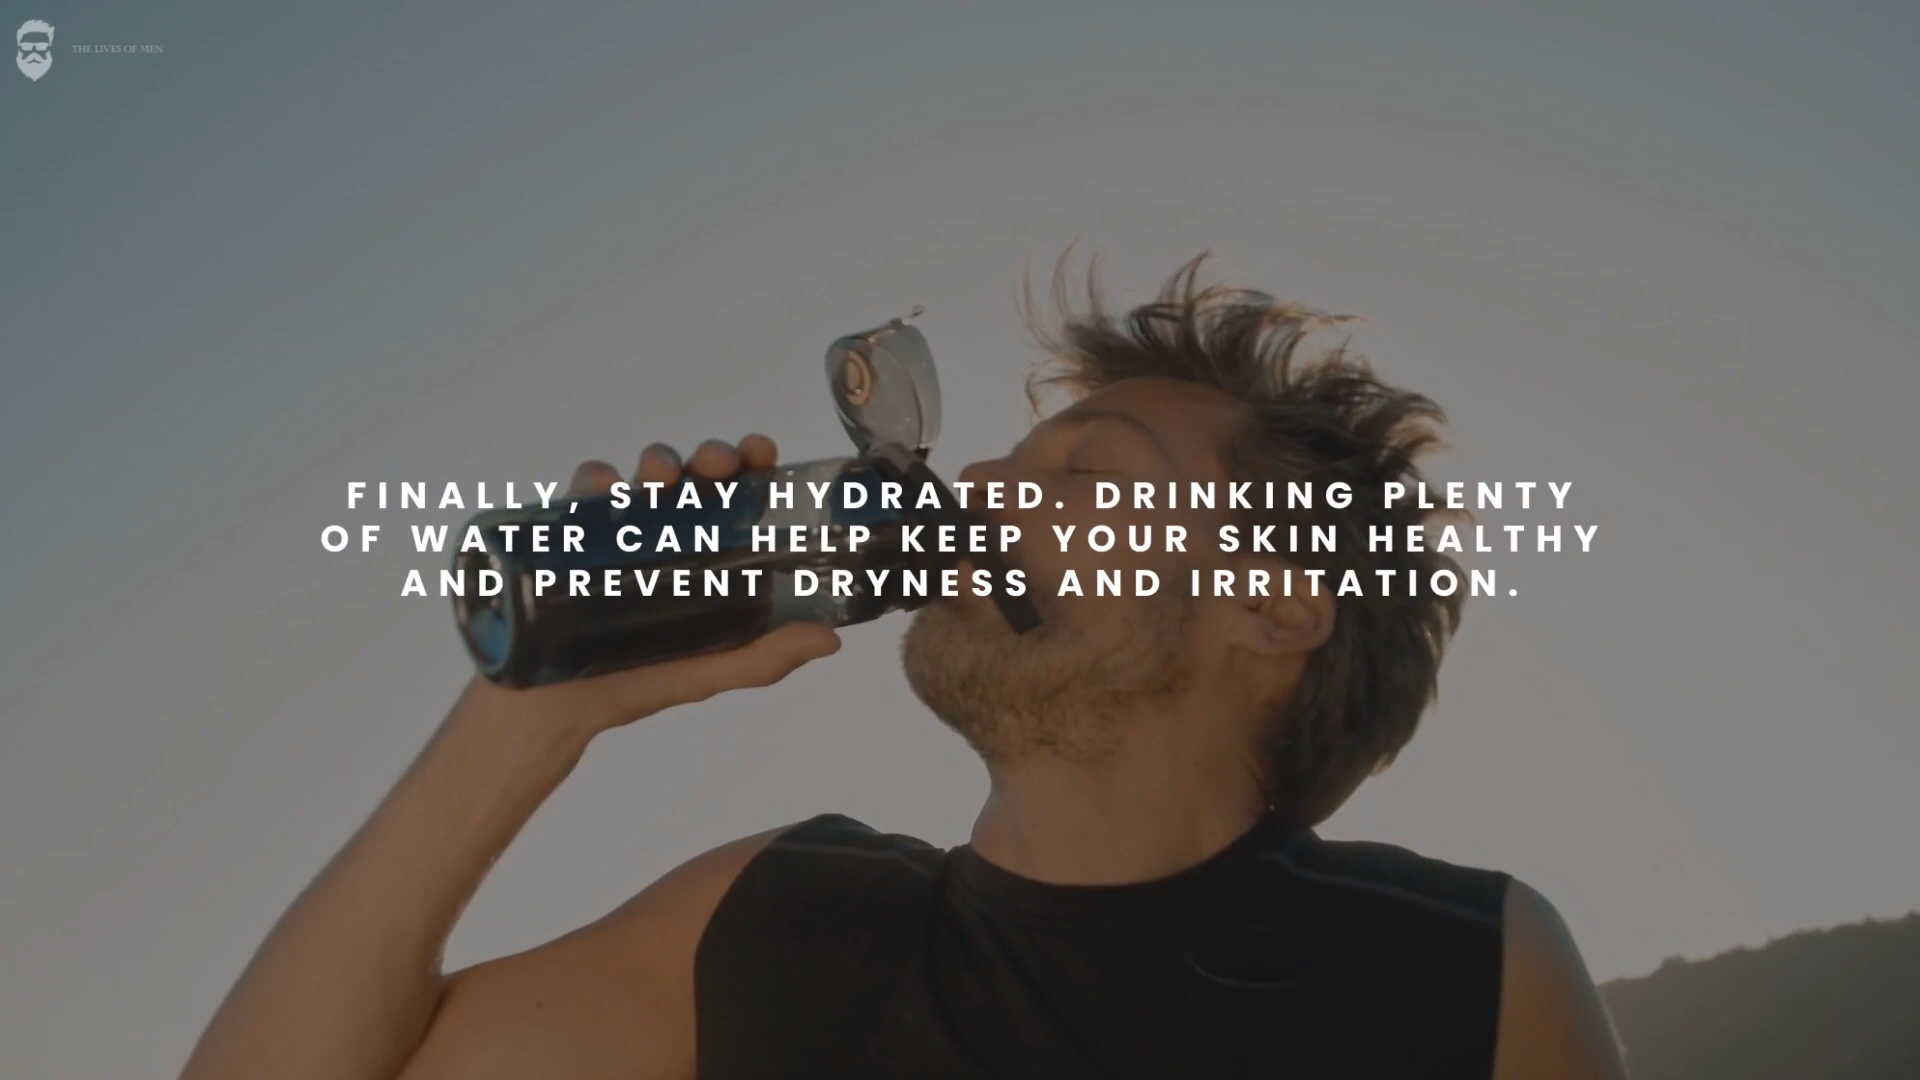 THE LIVES OF MEN
FINALLY, STAY HYDRATED. DRINKING PLENTY
OF WATER CAN HELP KEEP YOUR SKIN HEALTHY
AND PREVENT DRYNESS AND IRRITATION.